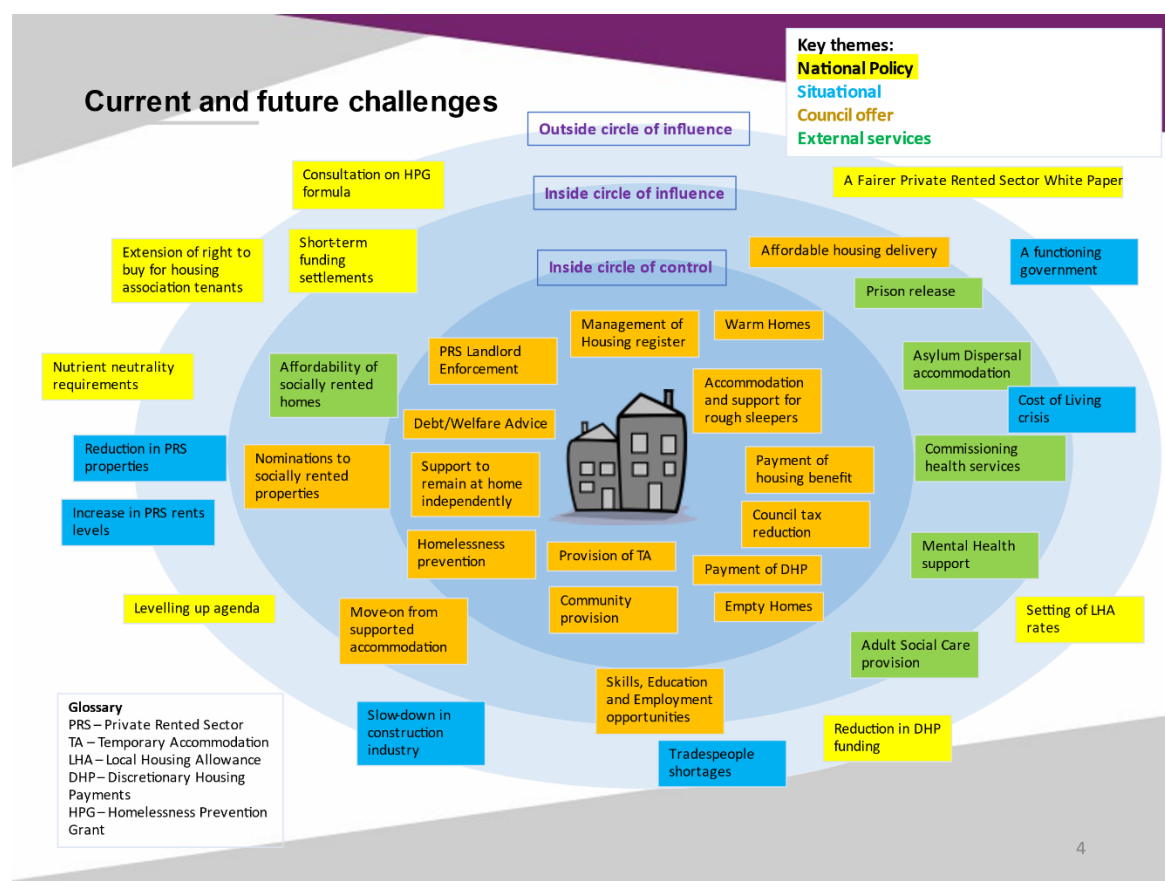 Key themes:
National Policy
Situational
Council offer
External services
Current and future challenges
Outside circle of influence
Consultation on HPG
formula
Inside circle of influence
A Fairer Private Rented Sector White Paper
Extension of right to
buy for housing
association tenants
Short-term
funding
settlements
Inside circle of control
Affordable housing delivery
A functioning
government
Prison release
Management of
Housing register
Warm Homes
PRS Landlord
Enforcement
Nutrient neutrality
requirements
Affordability of
socially rented
homes
Accommodation
and support for
rough sleepers
Asylum Dispersal
accommodation
Cost of Living
crisis
Debt/Welfare Advice
Reduction in PRS
properties
Nominations to
socially rented
properties
Support to
remain at home
independently
Payment of
housing benefit
Commissioning
health services
Increase in PRS rents
levels
Council tax
reduction
Homelessness
prevention
Provision of TA
Payment of DHP
Mental Health
support
Levelling up agenda
Move-on from
supported
accommodation
Community
provision
Empty Homes
Setting of LHA
rates
Adult Social Care
provision
Skills, Education
and Employment
opportunities
Slow-down in
construction
industry
Tradespeople
shortages
Reduction in DHP
funding
Glossary
PRS – Private Rented Sector
TA – Temporary Accommodation
LHA – Local Housing Allowance
DHP – Discretionary Housing
Payments
HPG – Homelessness Prevention
Grant
4